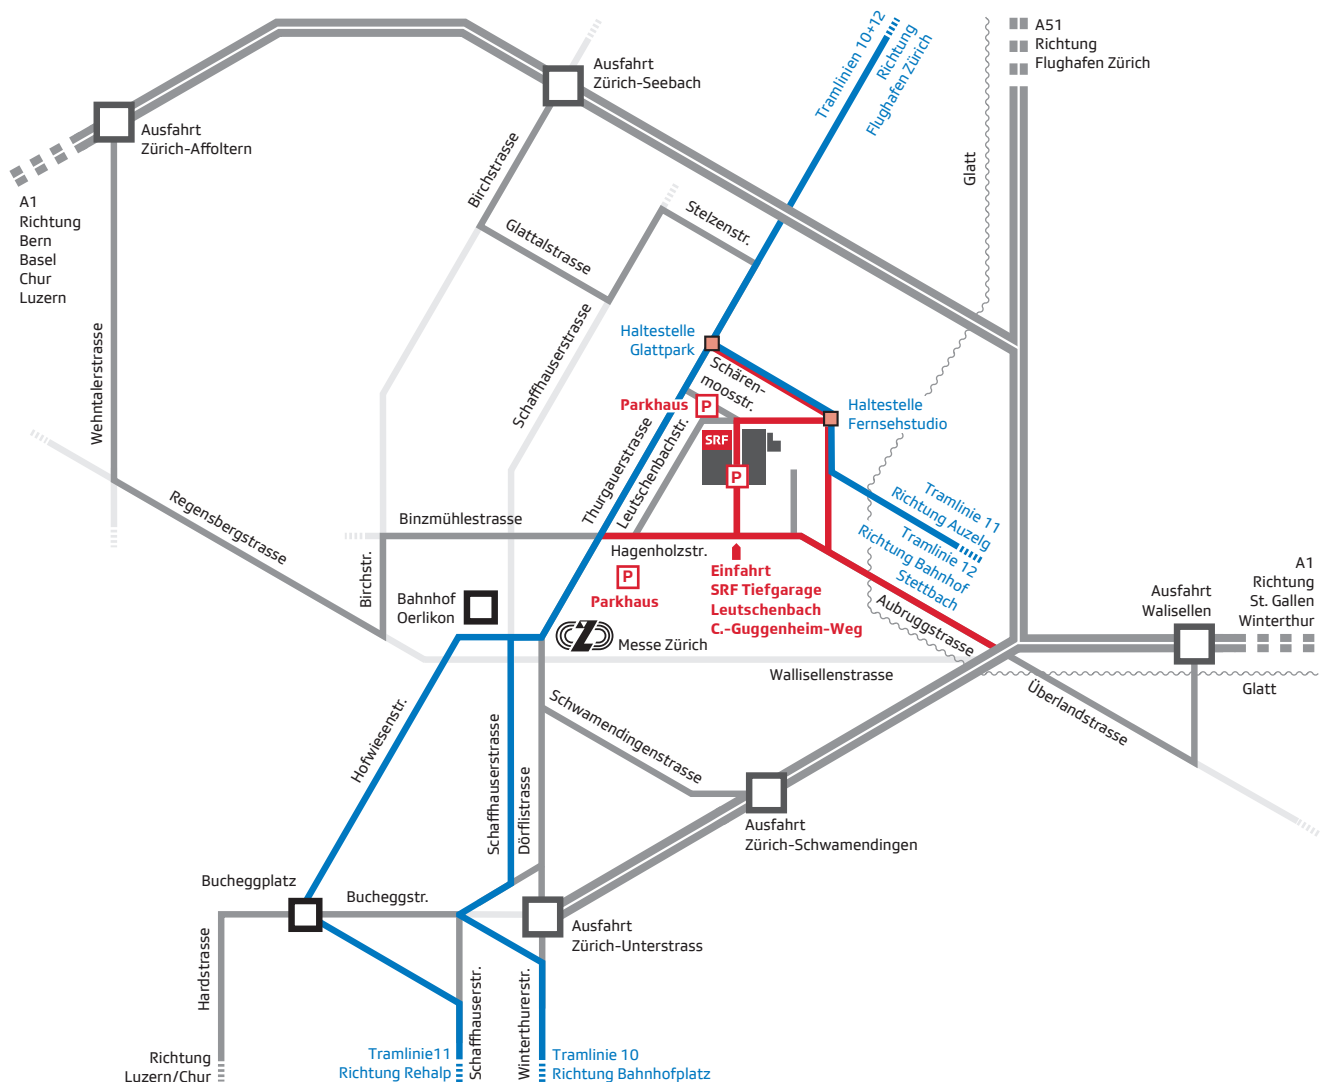 Tramlinien 10+12
Richtung
Flughafen Zürich
A51
Richtung
Flughafen Zürich
Ausfahrt
Zürich-Seebach
Ausfahrt
Zürich-Affoltern
A1
Richtung
Bern
Basel
Chur
Luzern
Birchstrasse
Glattalstrasse
Stelzenstr.
Glatt
Wehntalerstrasse
Schaffhauserstrasse
Haltestelle
Glattpark
Schären-
moosstr.
Parkhaus
P
Haltestelle
Fernsehstudio
SRF
P
Thurgauerstrasse
Leutschenbachstr.
Regensbergstrasse
Binzmühlestrasse
Hagenholzstr.
Tramlinie 11
Richtung Auzelg
Tramlinie 12
Richtung Bahnhof
Stettbach
Birchstr.
Bahnhof
Oerlikon
P
Parkhaus
Einfahrt
SRF Tiefgarage
Leutschenbach
C.-Guggenheim-Weg
Aubruggstrasse
Ausfahrt
Walisellen
A1
Richtung
St. Gallen
Winterthur
Z
Messe Zürich
Wallisellenstrasse
Glatt
Überlandstrasse
Hofwiesenstr.
Schaffhauserstrasse
Dörflistrasse
Schwamendingenstrasse
Ausfahrt
Zürich-Schwamendingen
Bucheggplatz
Bucheggstr.
Ausfahrt
Zürich-Unterstrass
Hardstrasse
Schaffhauserstr.
Winterthurerstr.
Richtung
Luzern/Chur
Tramlinie11
Richtung Rehalp
Tramlinie 10
Richtung Bahnhofplatz